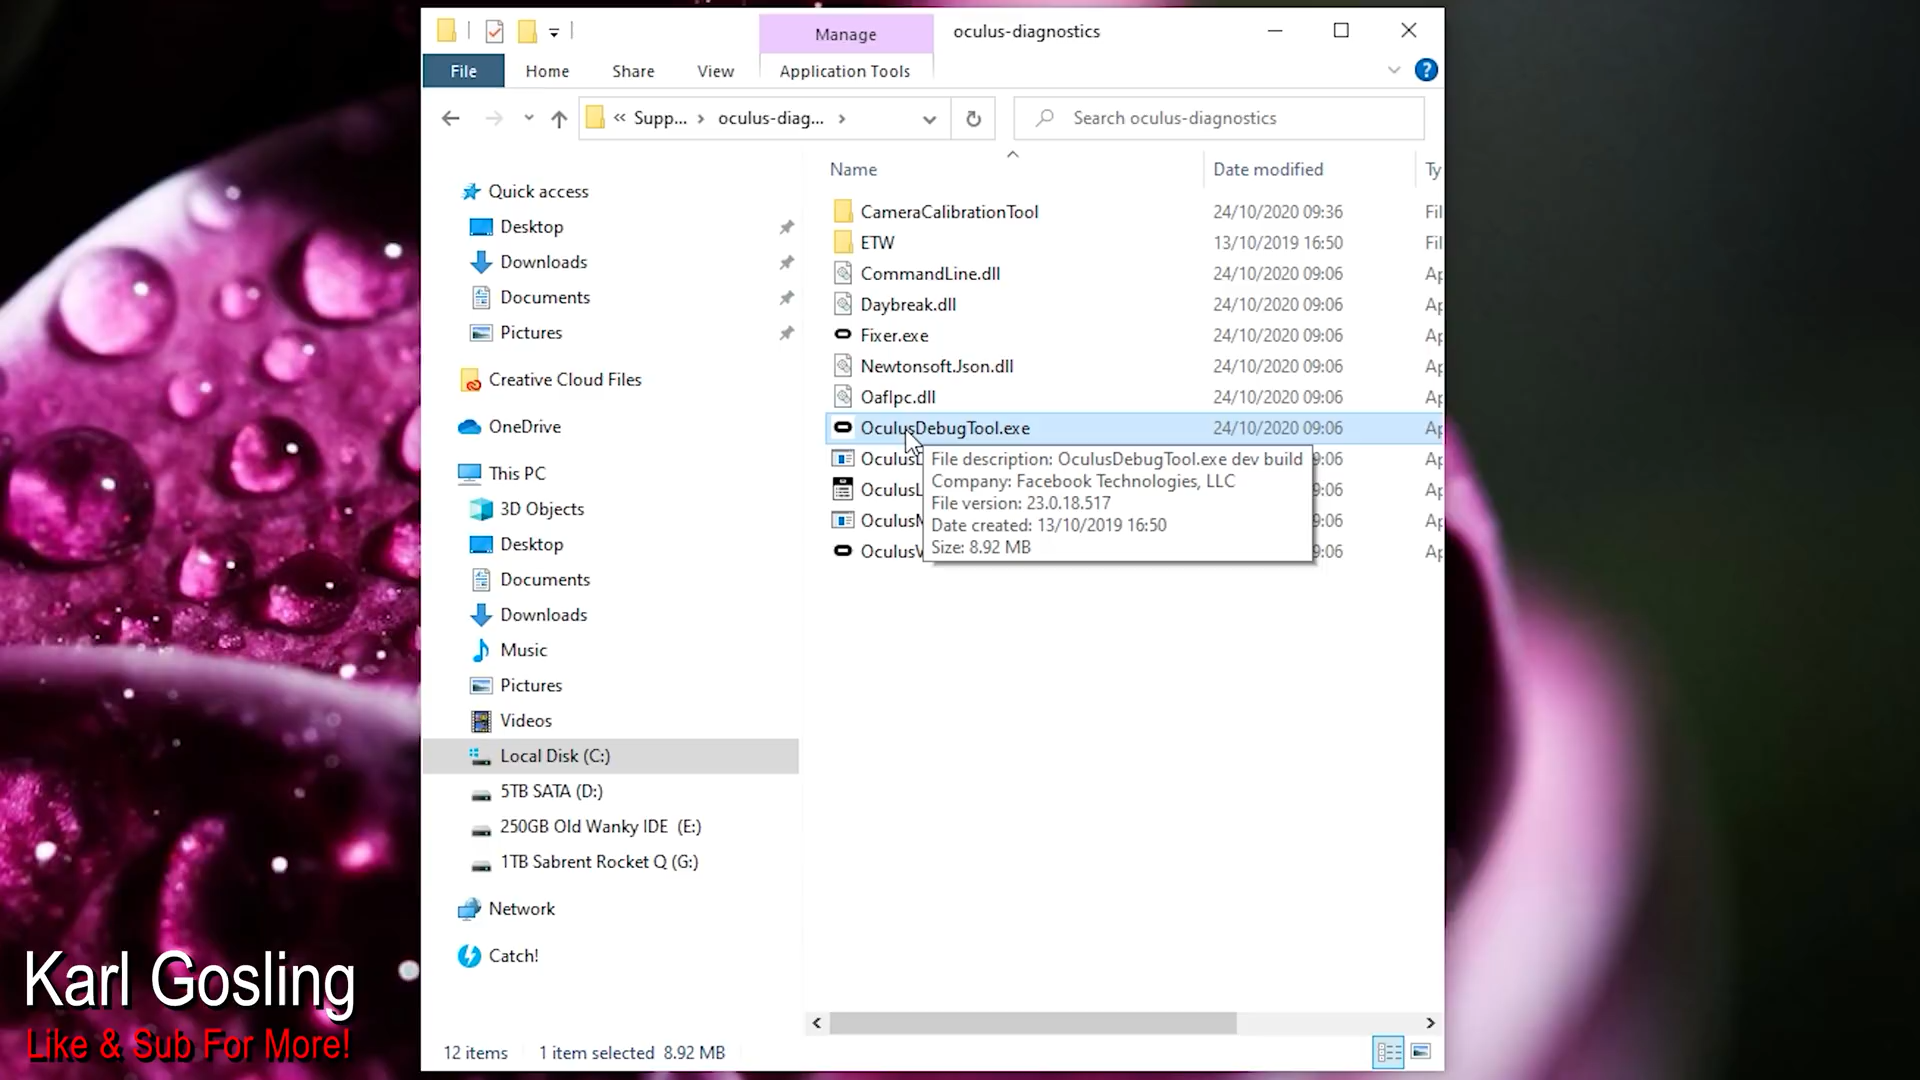 Manage
oculus-diagnostics
File
Home
Share
View
Application Tools
« Supp... > oculus-diag... >
Search oculus-diagnostics
Name
Date modified
Ty
Quick access
Desktop
Downloads
Documents
Pictures
Creative Cloud Files
OneDrive
This PC
3D Objects
Desktop
Documents
Downloads
Music
Pictures
Videos
Local Disk (C:)
5TB SATA (D:)
250GB Old Wanky IDE (E:)
1TB Sabrent Rocket Q (G:)
Network
Catch!
CameraCalibrationTool 24/10/2020 09:36 Fil
ETW 13/10/2019 16:50 Fil
CommandLine.dll 24/10/2020 09:06 Ap
Daybreak.dll 24/10/2020 09:06 Ap
Fixer.exe 24/10/2020 09:06 Ap
Newtonsoft.Json.dll 24/10/2020 09:06 Ap
OafIpc.dll 24/10/2020 09:06 Ap
OculusDebugTool.exe 24/10/2020 09:06 Ap
Oculus 9:06 Ap
OculusL 9:06 Ap
Oculus 9:06 Ap
Oculus 9:06 Ap
File description: OculusDebugTool.exe dev build
Company: Facebook Technologies, LLC
File version: 23.0.18.517
Date created: 13/10/2019 16:50
Size: 8.92 MB
12 items
1 item selected 8.92 MB
Karl Gosling
Like & Sub For More!